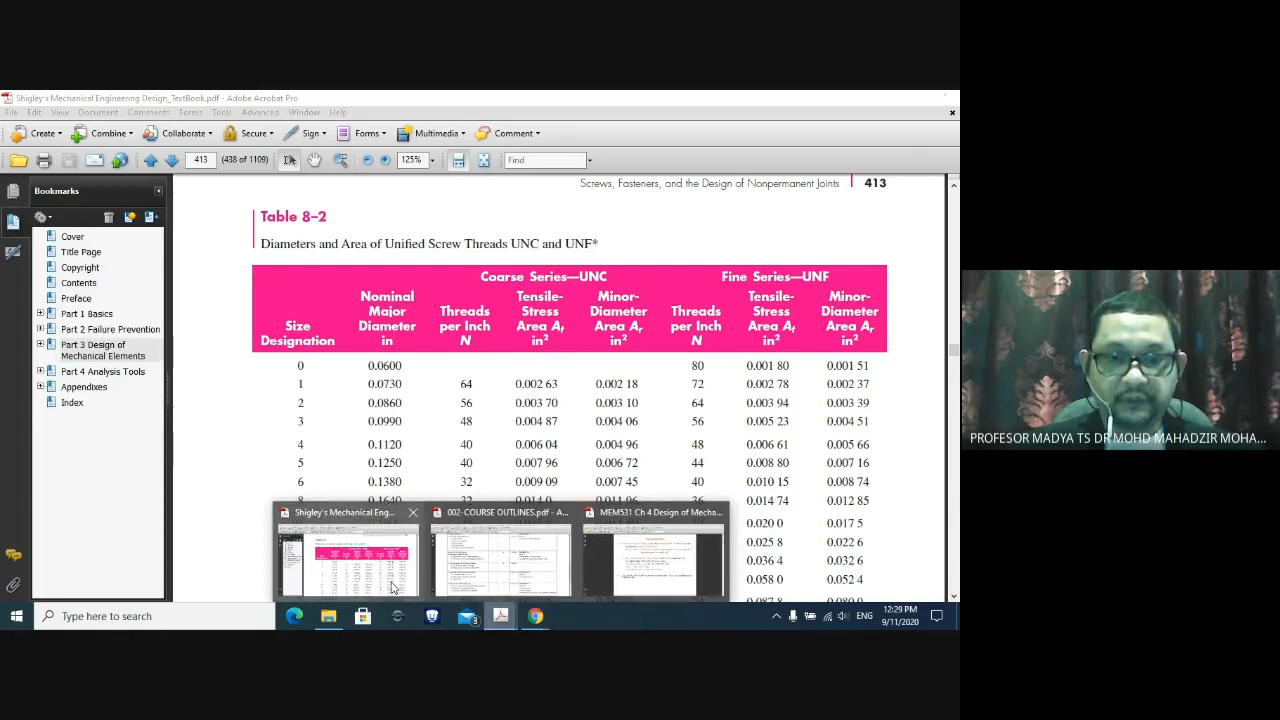 Shigley's Mechanical Engineering Design_TextBook.pdf - Adobe Acrobat Pro
File Edit View Document Comments Forms Tools Advanced Window Help
Create Combine Collaborate Secure Sign Forms Multimedia Comment
413 (438 of 1109) 125% Find
Bookmarks
Cover
Title Page
Copyright
Contents
Preface
Part 1 Basics
Part 2 Failure Prevention
Part 3 Design of
Mechanical Elements
Part 4 Analysis Tools
Appendixes
Index
Screws, Fasteners, and the Design of Nonpermanent Joints 413
Table 8–2
Diameters and Area of Unified Screw Threads UNC and UNF*
Coarse Series—UNC Fine Series—UNF
Nominal Tensile- Minor- Tensile- Minor-
Major Threads Stress Diameter Threads Stress Diameter
Size Diameter per Inch Area At Area Ar per Inch Area At Area Ar
Designation in N in² in² N in² in²
0 0.0600 80 0.001 80 0.001 51
1 0.0730 64 0.002 63 0.002 18 72 0.002 78 0.002 37
2 0.0860 56 0.003 70 0.003 10 64 0.003 94 0.003 39
3 0.0990 48 0.004 87 0.004 06 56 0.005 23 0.004 51
4 0.1120 40 0.006 04 0.004 96 48 0.006 61 0.005 66
5 0.1250 40 0.007 96 0.006 72 44 0.008 80 0.007 16
6 0.1380 32 0.009 09 0.007 45 40 0.010 15 0.008 74
8 0.1640 32 0.014 0 0.011 96 36 0.014 74 0.012 85
0.020 0 0.017 5
0.025 8 0.022 6
0.036 4 0.032 6
0.058 0 0.052 4
Shigley's Mechanical Eng...
002-COURSE OUTLINES.pdf - A...
MEM531 Ch 4 Design of Mecha...
Type here to search
3
ENG
12:29 PM
9/11/2020
PROFESOR MADYA TS DR MOHD MAHADZIR MOHA...